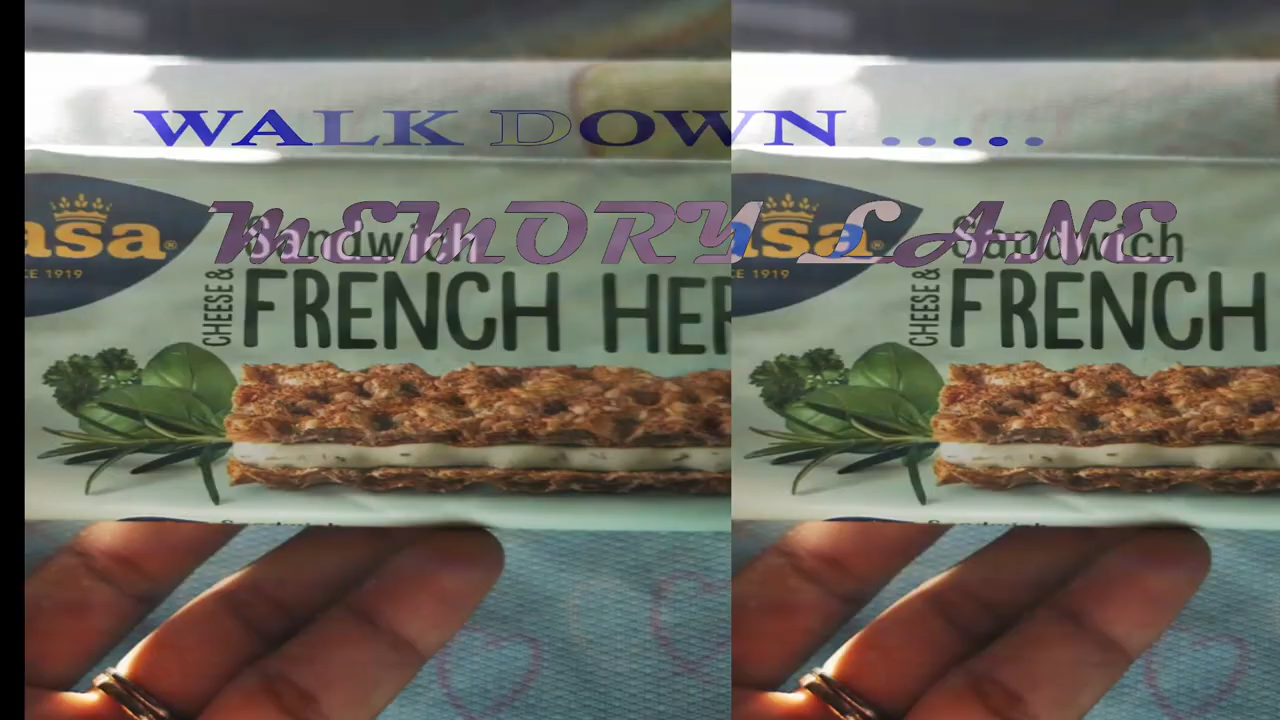 WALK DOWN .....
MEMORY LANE
asa®
CE 1919
Sandwich
CHEESE &
FRENCH HER
asa®
CE 1919
Sandwich
CHEESE &
FRENCH